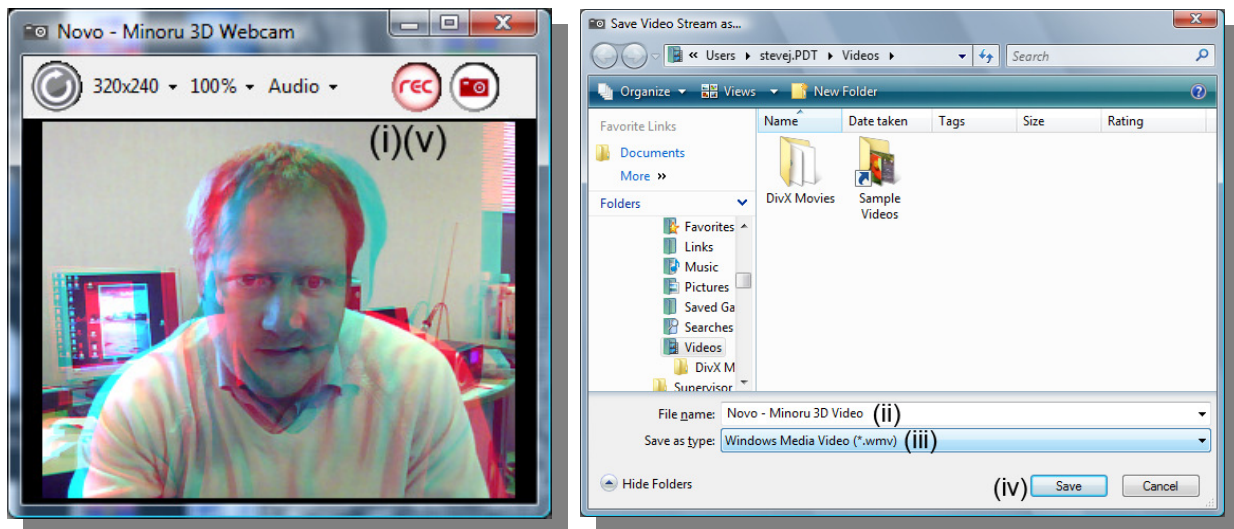 Novo - Minoru 3D Webcam
320x240 100% Audio rec
(i)(v)
Save Video Stream as...
« Users stevej.PDT Videos Search
Organize Views New Folder
Favorite Links
Documents
More »
Folders
Favorites
Links
Music
Pictures
Saved Ga
Searches
Videos
DivX M
Supervisor
Name Date taken Tags Size Rating
DivX Movies
Sample
Videos
File name: Novo - Minoru 3D Video (ii)
Save as type: Windows Media Video (*.wmv) (iii)
Hide Folders (iv) Save Cancel